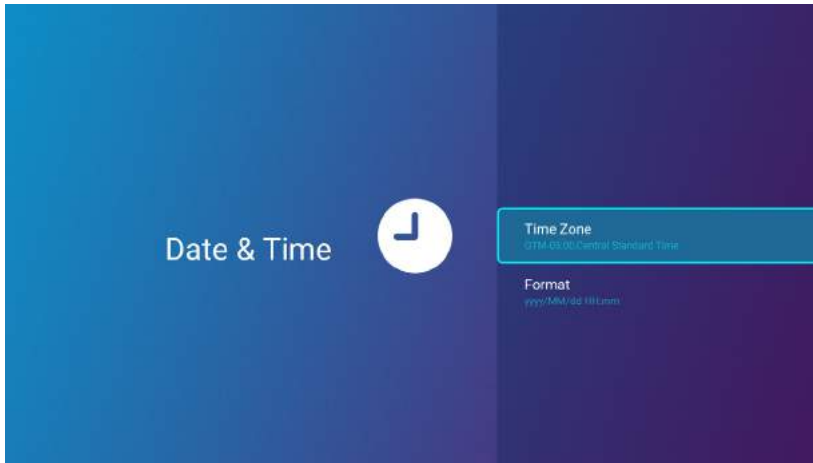 Date & Time
Time Zone
GTM-05:00,Central Standard Time
Format
yyyy/MM/dd HH:mm